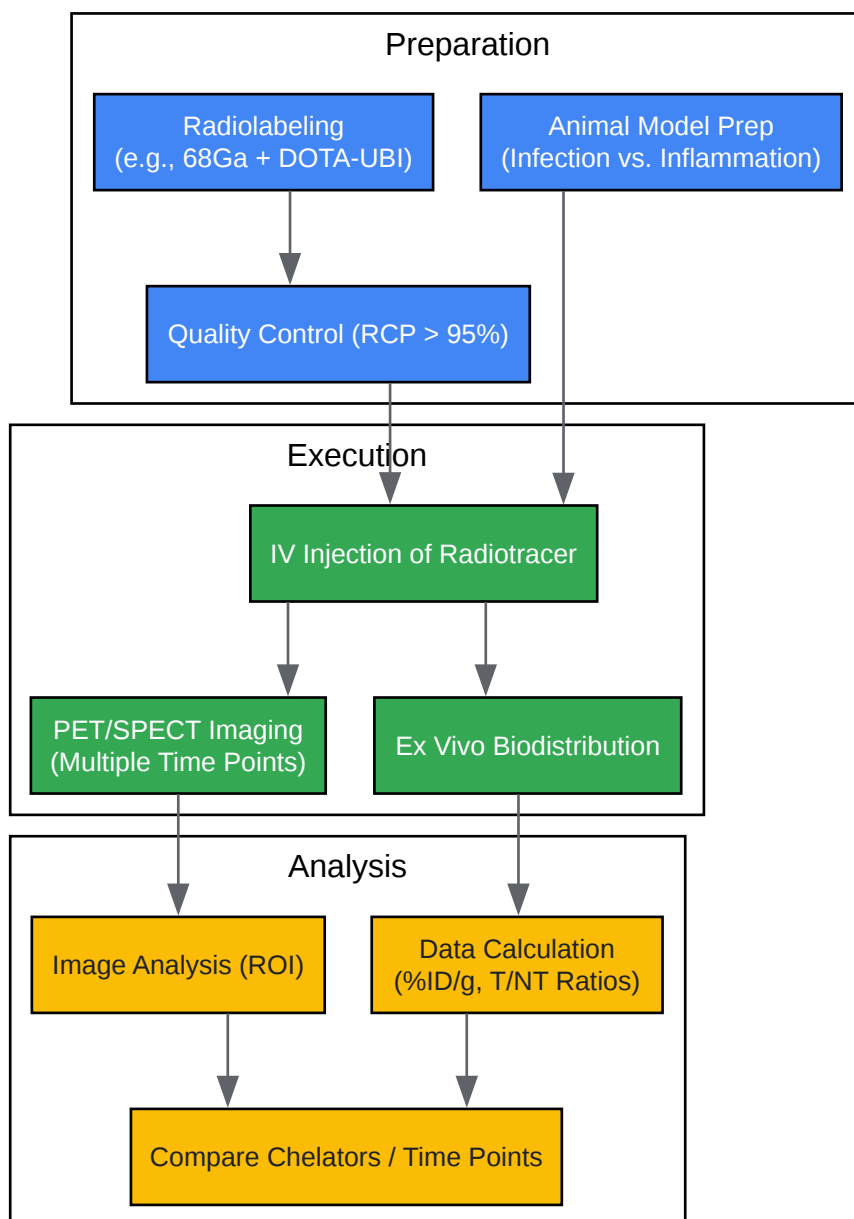 Preparation
Radiolabeling
(e.g., 68Ga + DOTA-UBI)
Animal Model Prep
(Infection vs. Inflammation)
Quality Control (RCP > 95%)
Execution
IV Injection of Radiotracer
PET/SPECT Imaging
(Multiple Time Points)
Ex Vivo Biodistribution
Analysis
Image Analysis (ROI)
Data Calculation
(%ID/g, T/NT Ratios)
Compare Chelators / Time Points